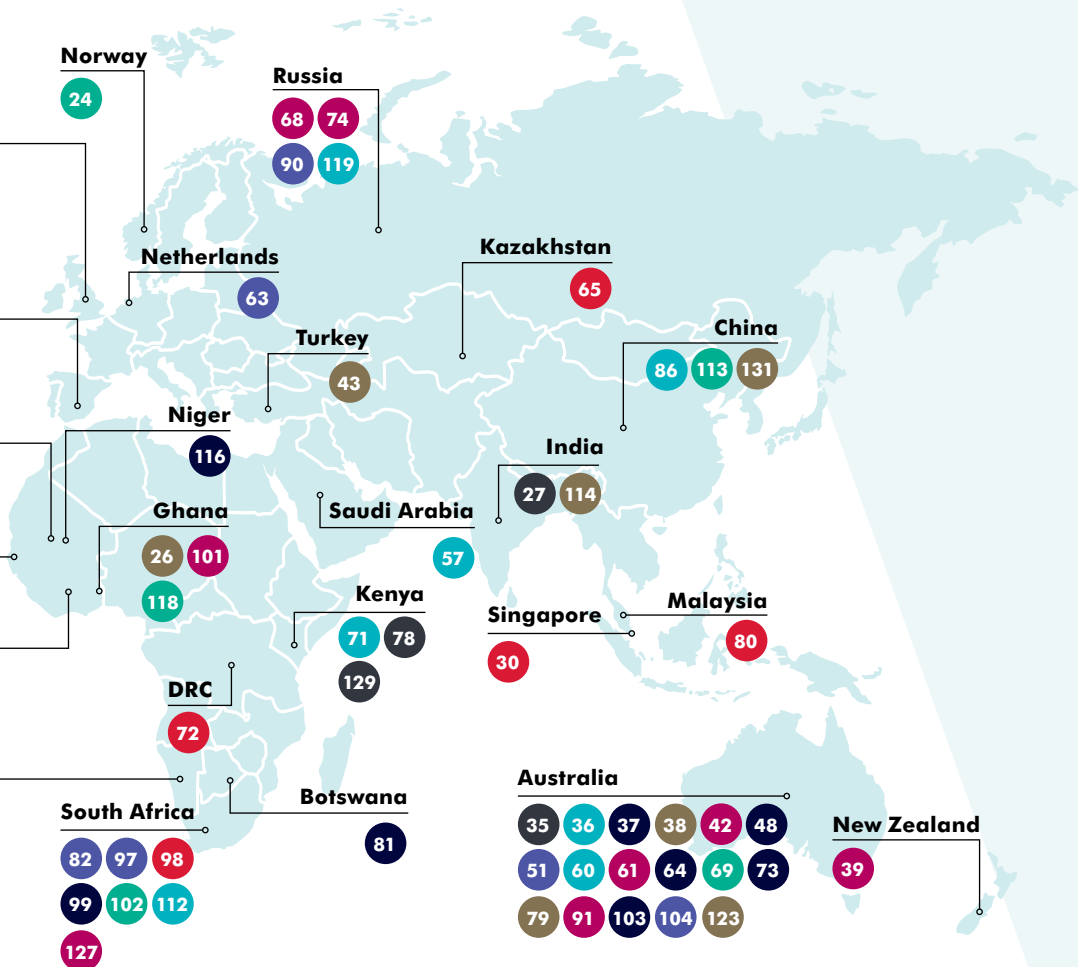 Norway
24
Russia
68 74
90 119
Netherlands
63
Kazakhstan
65
Turkey
43
China
86 113 131
Niger
116
India
27 114
Ghana
26 101
118
Saudi Arabia
57
Kenya
71 78
129
Singapore
30
Malaysia
80
DRC
72
Botswana
81
South Africa
82 97 98
99 102 112
127
Australia
35 36 37 38 42 48
51 60 61 64 69 73
79 91 103 104 123
New Zealand
39